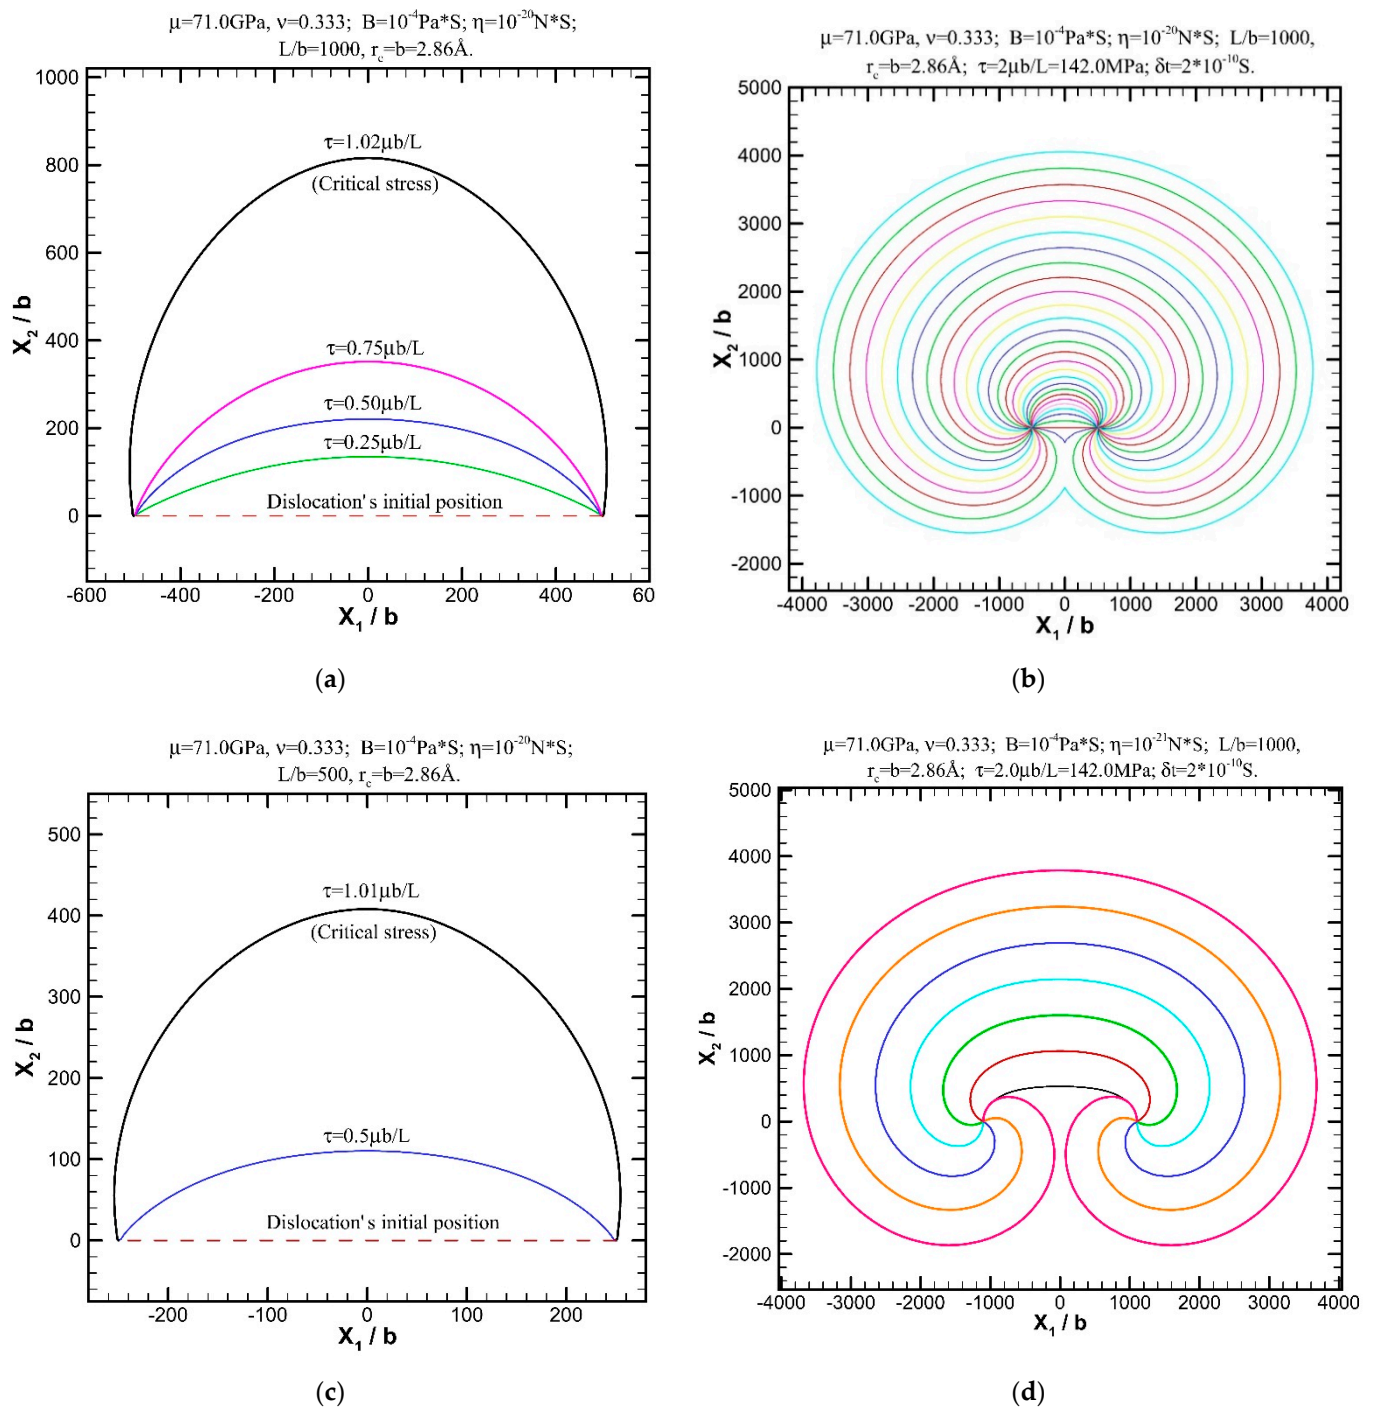 μ=71.0GPa, ν=0.333; B=10⁻⁴Pa*S; η=10⁻²⁰N*S;
L/b=1000, r_c=b=2.86Å.
1000
800
600
400
200
0
X₂ / b
τ=1.02μb/L
(Critical stress)
τ=0.75μb/L
τ=0.50μb/L
τ=0.25μb/L
Dislocation's initial position
-600 -400 -200 0 200 400 60
X₁ / b
(a)
μ=71.0GPa, ν=0.333; B=10⁻⁴Pa*S; η=10⁻²⁰N*S; L/b=1000,
r_c=b=2.86Å; τ=2μb/L=142.0MPa; δt=2*10⁻¹⁰S.
5000
4000
3000
2000
1000
0
-1000
-2000
X₂ / b
-4000 -3000 -2000 -1000 0 1000 2000 3000 4000
X₁ / b
(b)
μ=71.0GPa, ν=0.333; B=10⁻⁴Pa*S; η=10⁻²⁰N*S;
L/b=500, r_c=b=2.86Å.
500
400
300
200
100
0
X₂ / b
τ=1.01μb/L
(Critical stress)
τ=0.5μb/L
Dislocation's initial position
-200 -100 0 100 200
X₁ / b
(c)
μ=71.0GPa, ν=0.333; B=10⁻⁴Pa*S; η=10⁻²¹N*S; L/b=1000,
r_c=b=2.86Å; τ=2.0μb/L=142.0MPa; δt=2*10⁻¹⁰S.
5000
4000
3000
2000
1000
0
-1000
-2000
X₂ / b
-4000 -3000 -2000 -1000 0 1000 2000 3000 4000
X₁ / b
(d)